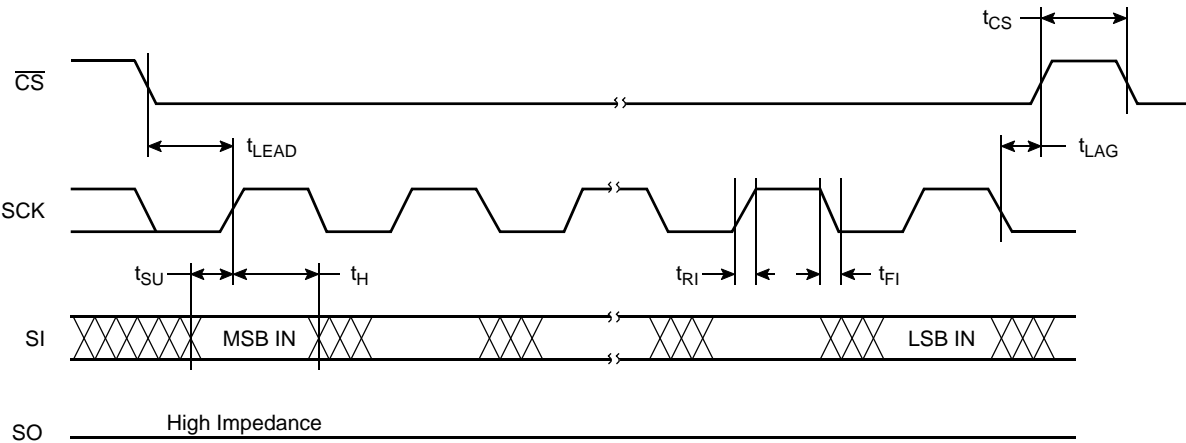 tCS
CS
tLEAD
tLAG
SCK
tSU
tH
tRI
tFI
SI
MSB IN
LSB IN
High Impedance
SO